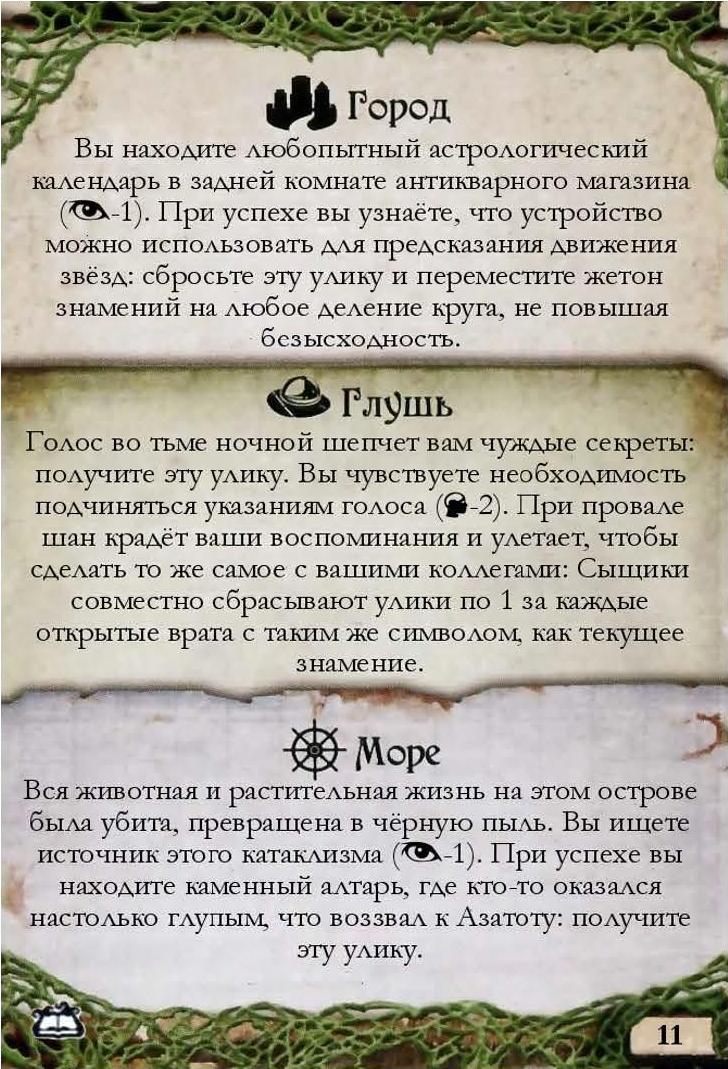 Город
Вы находите любопытный астрологический
календарь в задней комнате антикварного магазина
(-1). При успехе вы узнаёте, что устройство
можно использовать для предсказания движения
звёзд: сбросьте эту улику и переместите жетон
знамений на любое деление круга, не повышая
безысходность.
Глушь
Голос во тьме ночной шепчет вам чуждые секреты:
получите эту улику. Вы чувствуете необходимость
подчиняться указаниям голоса (-2). При провале
шан крадёт ваши воспоминания и улетает, чтобы
сделать то же самое с вашими коллегами: Сыщики
совместно сбрасывают улики по 1 за каждые
открытые врата с таким же символом, как текущее
знамение.
Море
Вся животная и растительная жизнь на этом острове
была убита, превращена в чёрную пыль. Вы ищете
источник этого катаклизма (-1). При успехе вы
находите каменный алтарь, где кто-то оказался
настолько глупым, что воззвал к Азатоту: получите
эту улику.
11